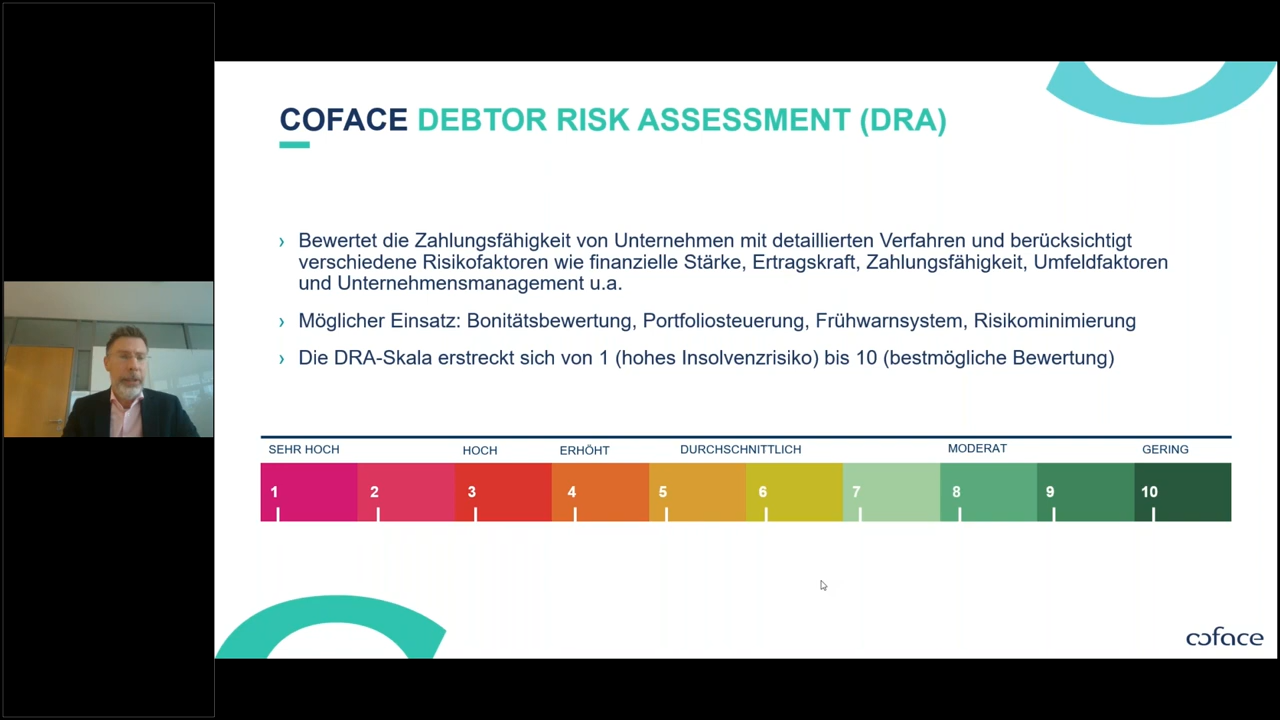 COFACE DEBTOR RISK ASSESSMENT (DRA)
› Bewertet die Zahlungsfähigkeit von Unternehmen mit detaillierten Verfahren und berücksichtigt
verschiedene Risikofaktoren wie finanzielle Stärke, Ertragskraft, Zahlungsfähigkeit, Umfeldfaktoren
und Unternehmensmanagement u.a.
› Möglicher Einsatz: Bonitätsbewertung, Portfoliosteuerung, Frühwarnsystem, Risikominimierung
› Die DRA-Skala erstreckt sich von 1 (hohes Insolvenzrisiko) bis 10 (bestmögliche Bewertung)
SEHR HOCH HOCH ERHÖHT DURCHSCHNITTLICH MODERAT GERING
1 2 3 4 5 6 7 8 9 10
coface